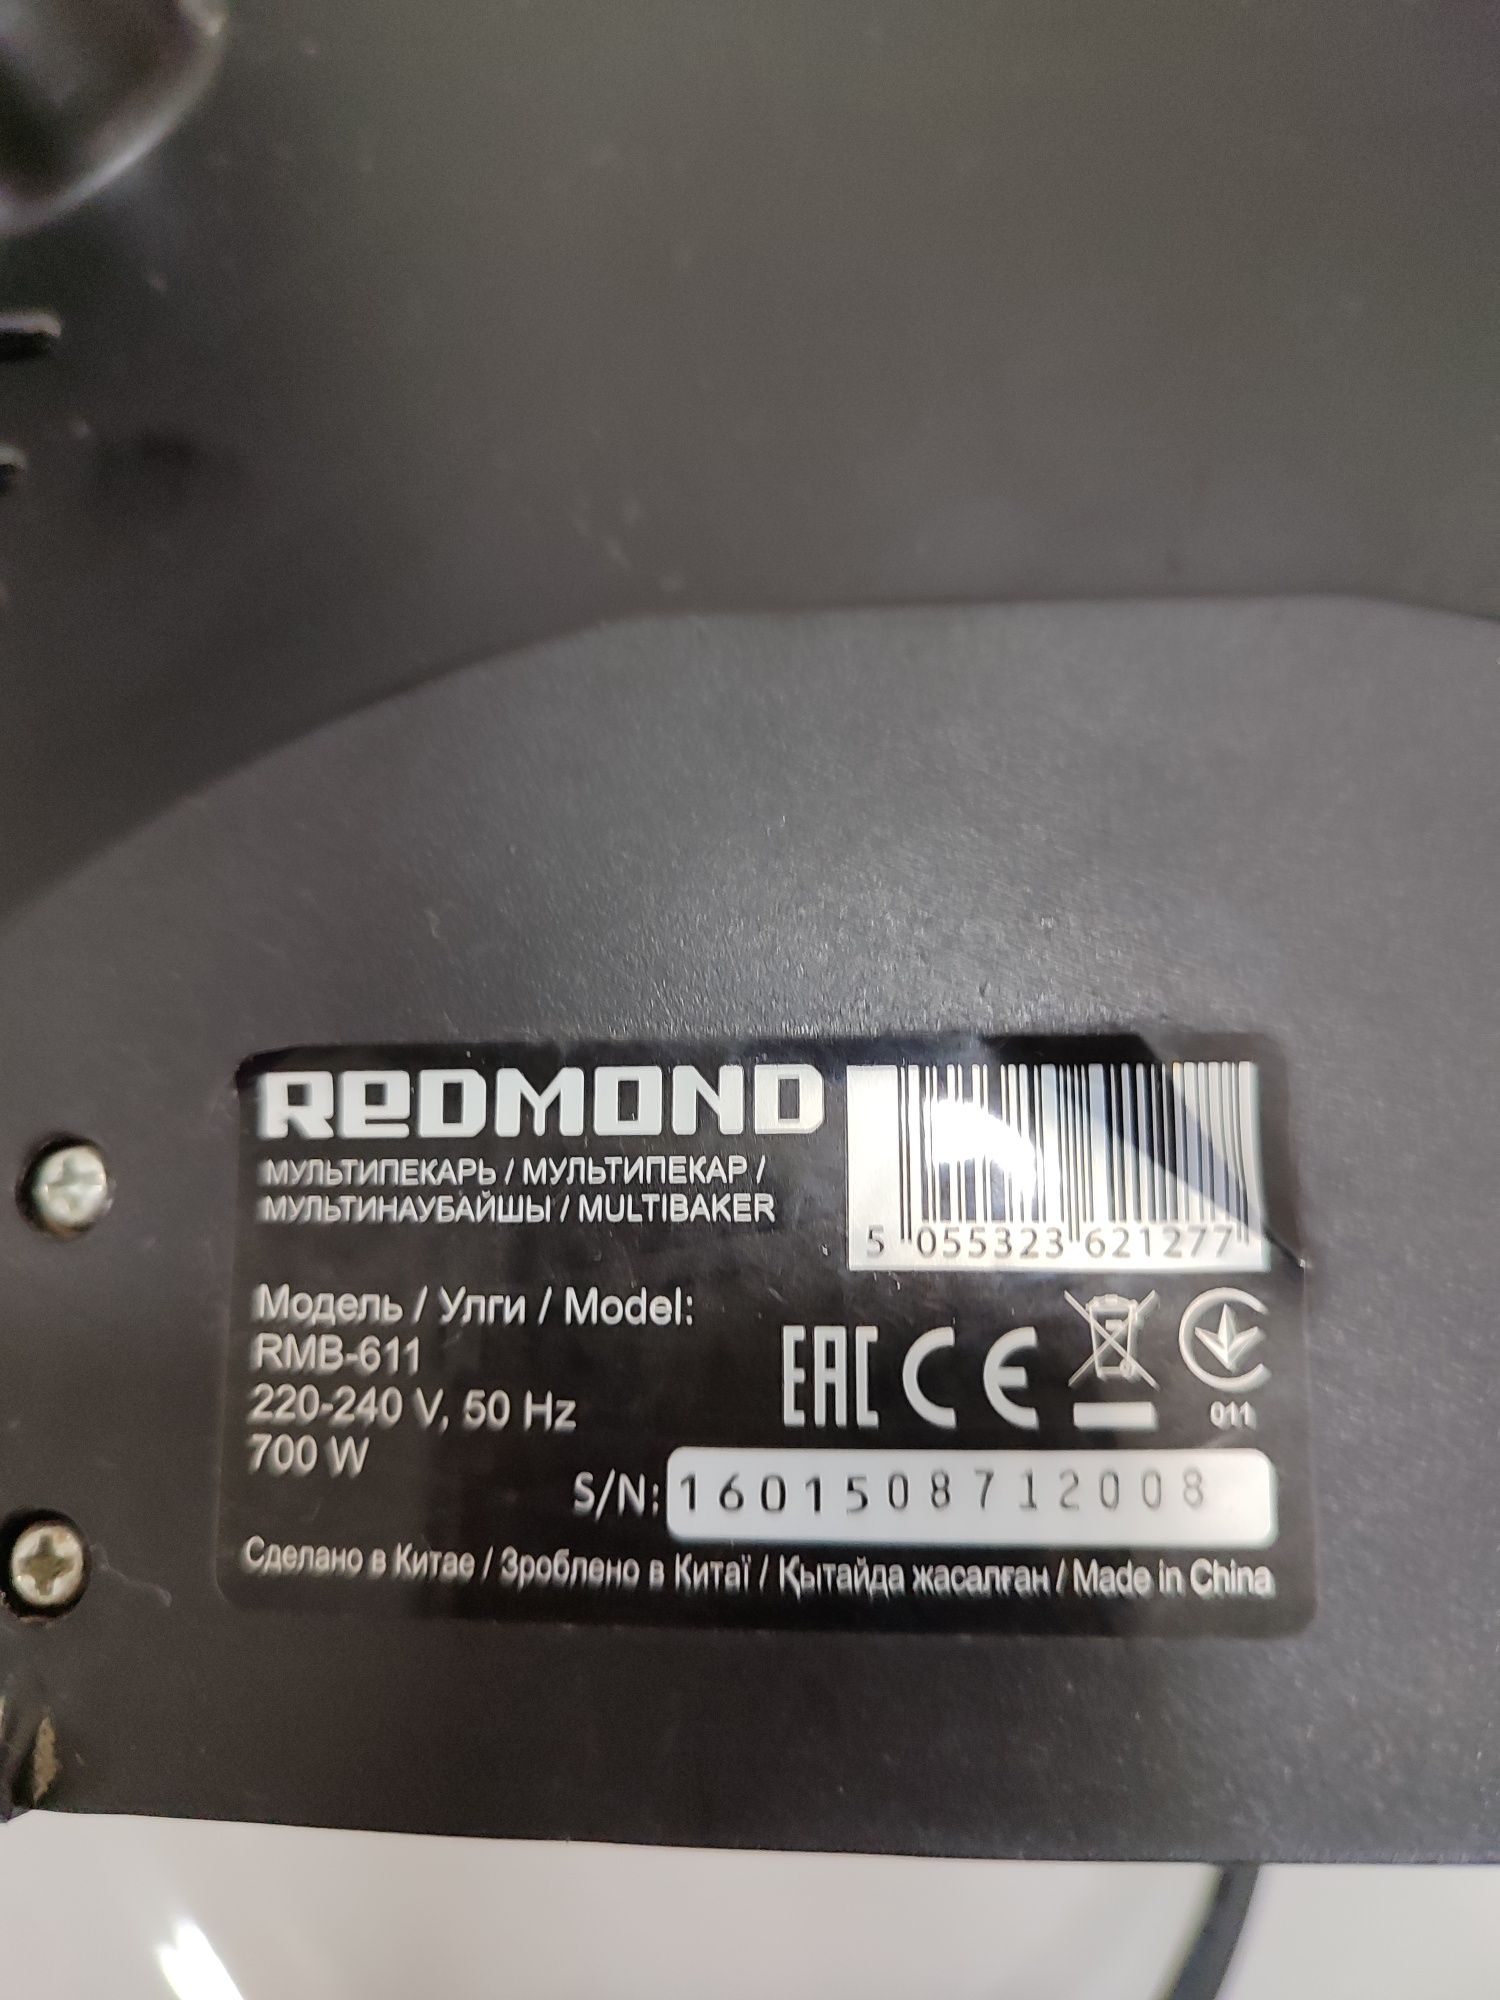 REDMOND
МУЛЬТИПЕКАРЬ / МУЛЬТИПЕКАР /
МУЛЬТИНАУБАЙШЫ / MULTIBAKER
5 055323 621277
Модель / Улги / Model:
RMB-611
220-240 V, 50 Hz
700 W
EAC CE
011
S/N: 1601508712008
Сделано в Китае / Зроблено в Китаї / Қытайда жасалған / Made in China